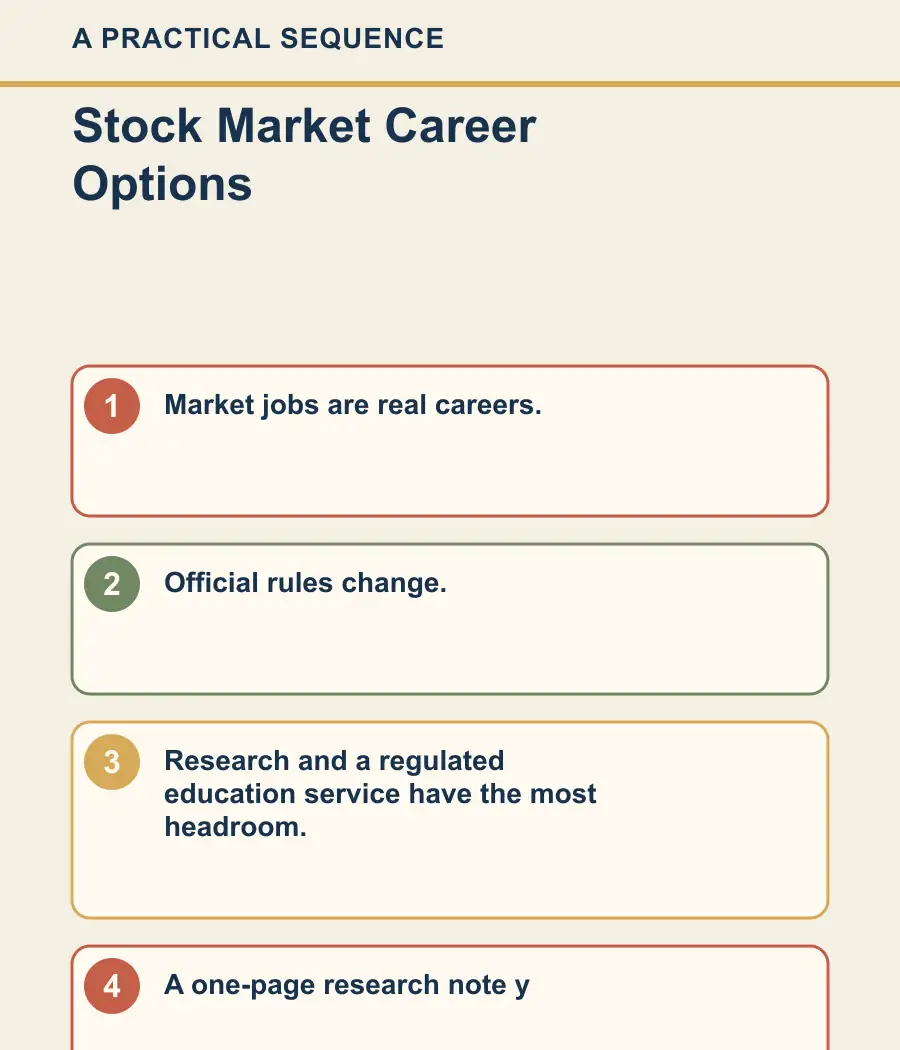 A PRACTICAL SEQUENCE
Stock Market Career
Options
1
Market jobs are real careers.
2
Official rules change.
3
Research and a regulated
education service have the most
headroom.
4
A one-page research note y